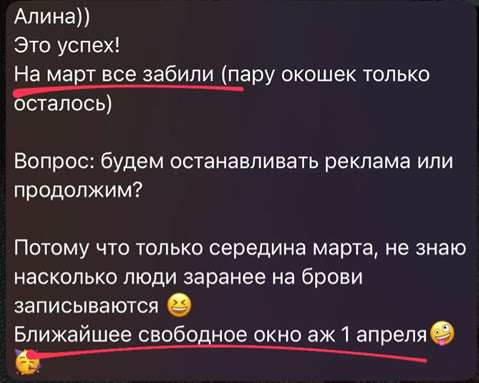 Алина))
Это успех!
На март все забили (пару окошек только
осталось)
Вопрос: будем останавливать реклама или
продолжим?
Потому что только середина марта, не знаю
насколько люди заранее на брови
записываются 😆
Ближайшее свободное окно аж 1 апреля🤪
🥳